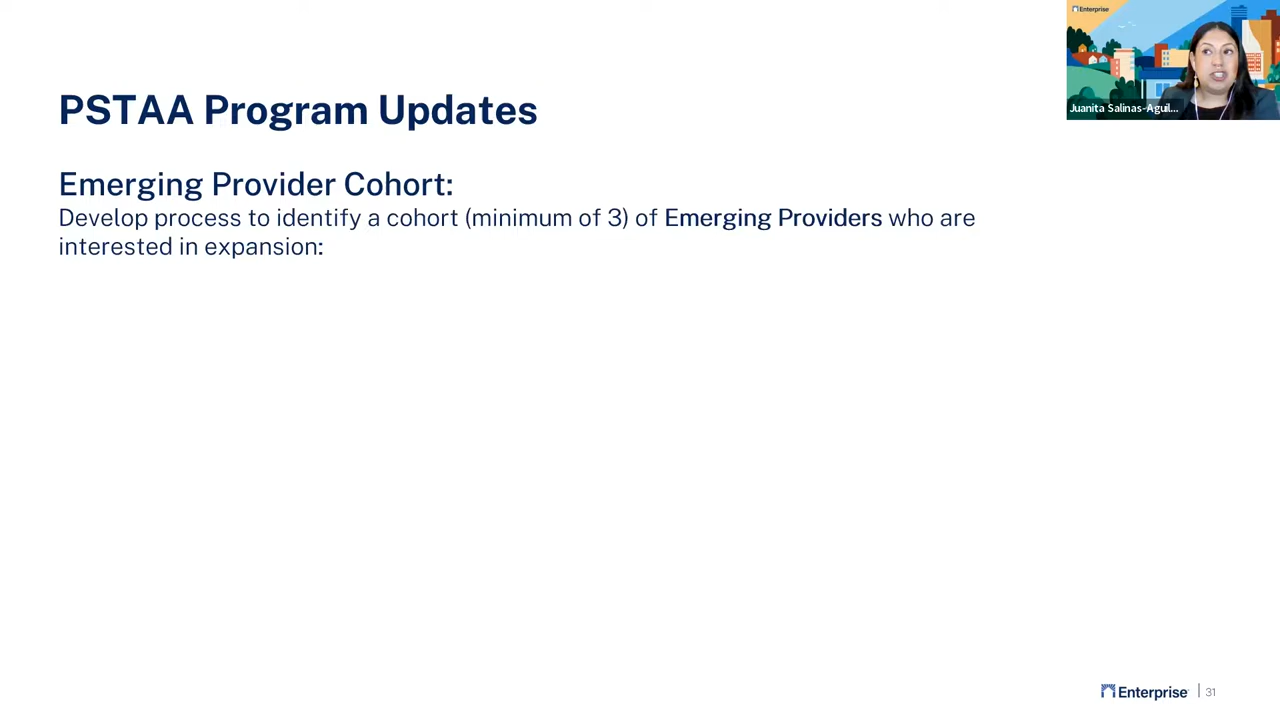 Enterprise
Juanita Salinas-Aguil...
PSTAA Program Updates
Emerging Provider Cohort:
Develop process to identify a cohort (minimum of 3) of Emerging Providers who are
interested in expansion:
Enterprise
31